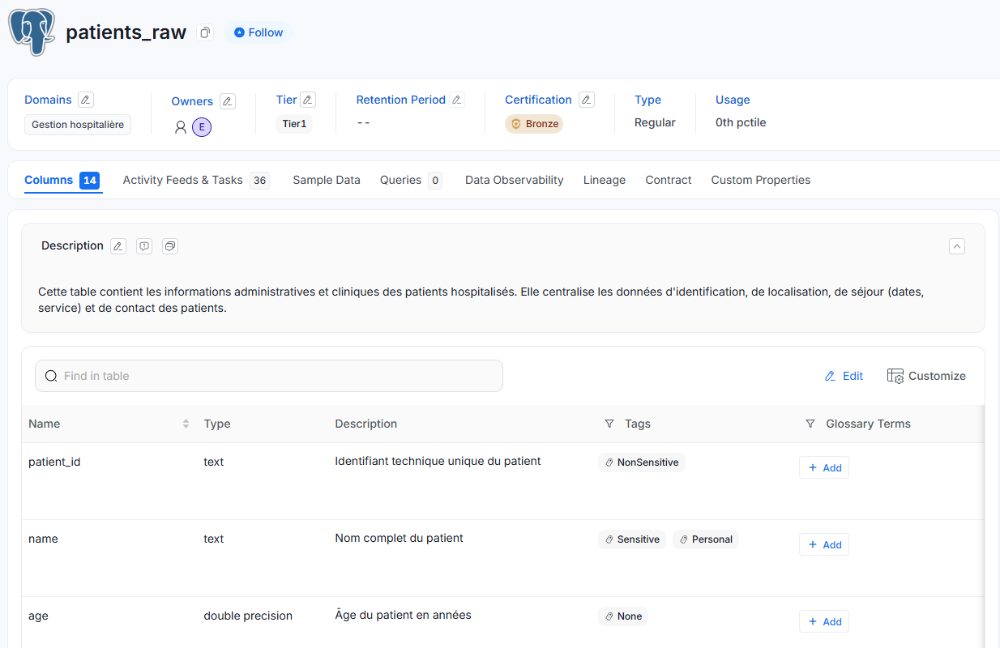 patients_raw Follow
Domains Owners Tier Retention Period Certification Type Usage
Gestion hospitalière E Tier1 -- Bronze Regular 0th pctile
Columns 14 Activity Feeds & Tasks 36 Sample Data Queries 0 Data Observability Lineage Contract Custom Properties
Description
Cette table contient les informations administratives et cliniques des patients hospitalisés. Elle centralise les données d'identification, de localisation, de séjour (dates,
service) et de contact des patients.
Find in table Edit Customize
Name Type Description Tags Glossary Terms
patient_id text Identifiant technique unique du patient NonSensitive + Add
name text Nom complet du patient Sensitive Personal + Add
age double precision Âge du patient en années None + Add